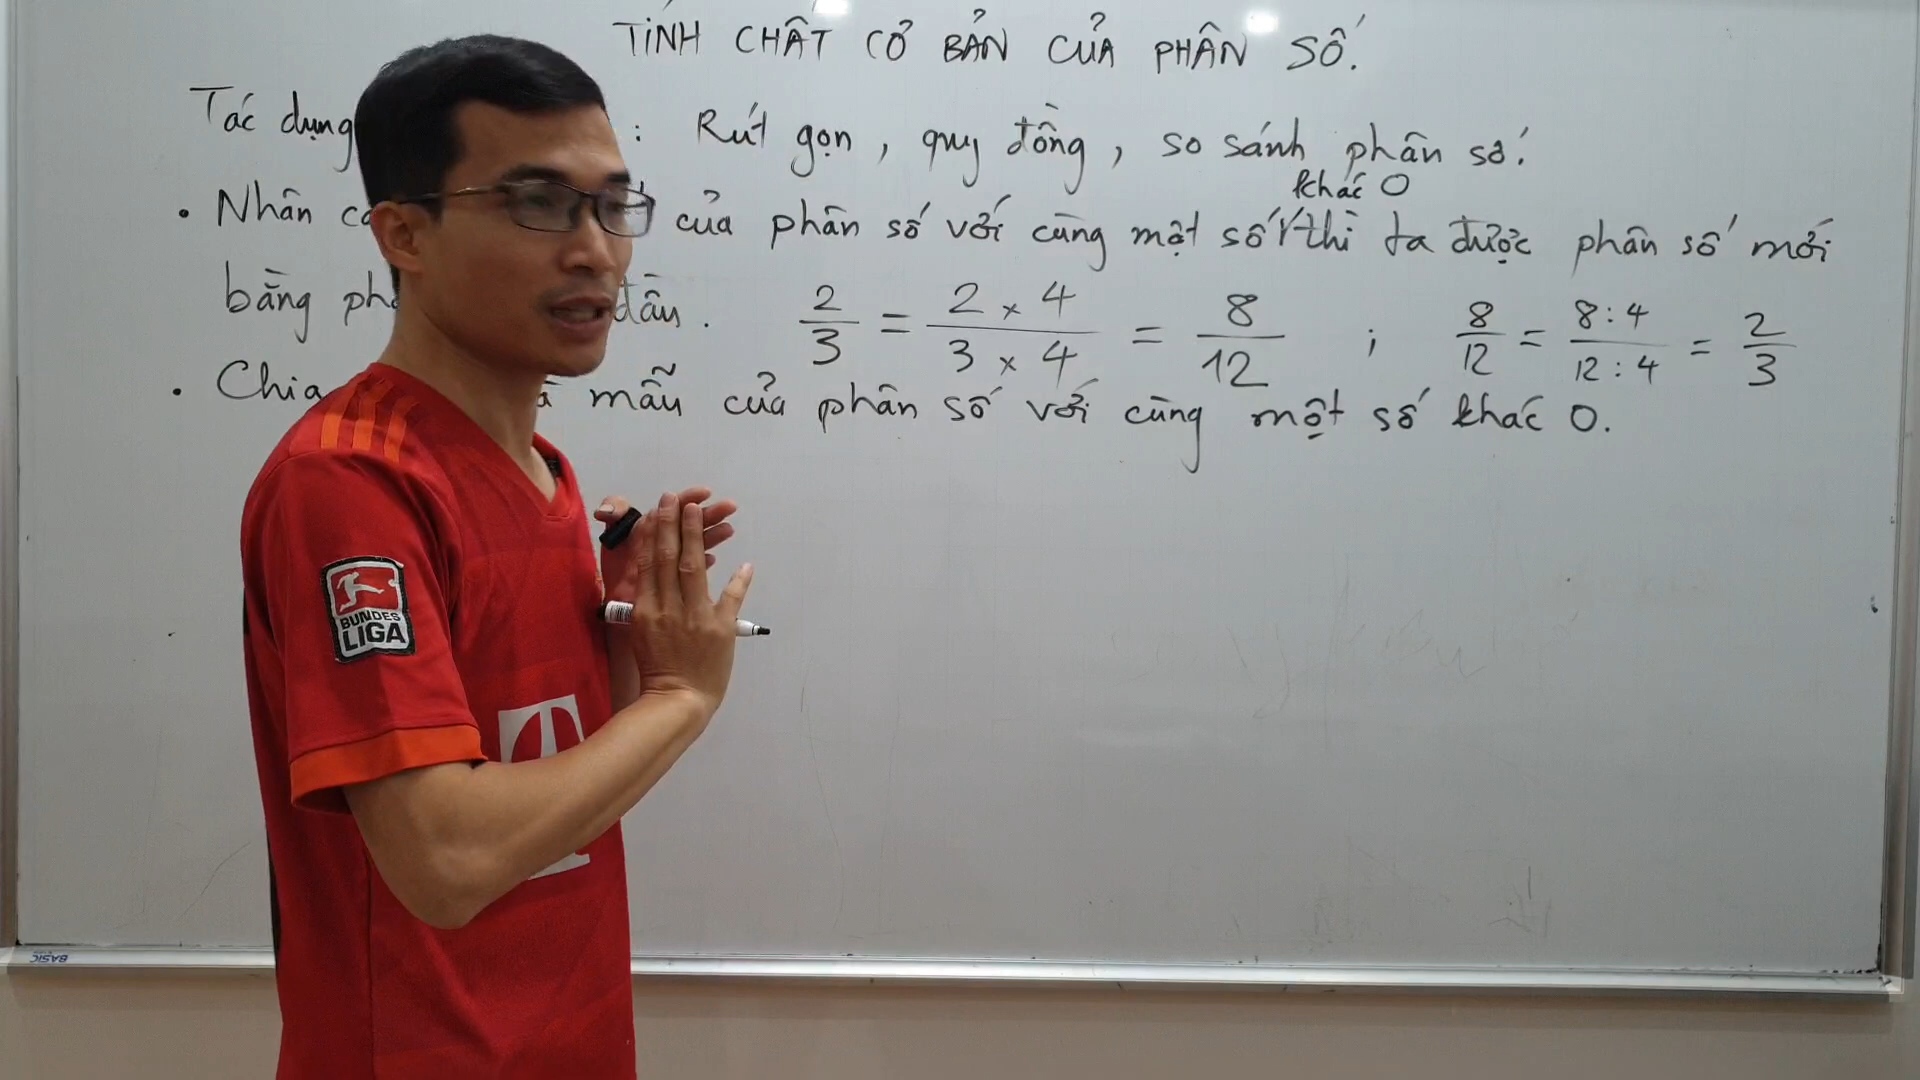 TÍNH CHẤT CƠ BẢN CỦA PHÂN SỐ.
Tác dụng : Rút gọn, quy đồng, so sánh phân số.
khác 0
• Nhân của phân số với cùng một số thì ta được phân số mới
bằng đầu. 2/3 = 2 x 4 / 3 x 4 = 8/12 ; 8/12 = 8 : 4 / 12 : 4 = 2/3
• Chia mẫu của phân số với cùng một số khác 0.
BUNDES
LIGA
T
BASIC